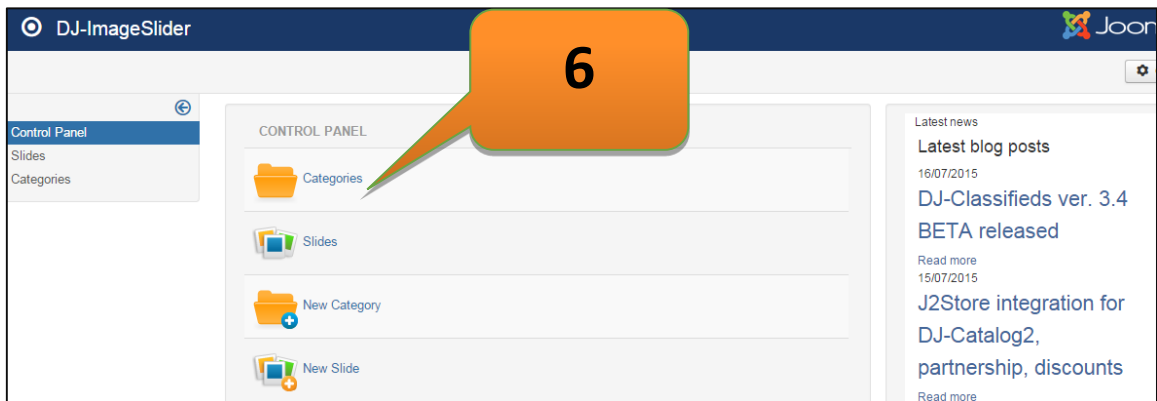 DJ-ImageSlider
Joom
6
Control Panel
Slides
Categories
CONTROL PANEL
Categories
Slides
New Category
New Slide
Latest news
Latest blog posts
16/07/2015
DJ-Classifieds ver. 3.4
BETA released
Read more
15/07/2015
J2Store integration for
DJ-Catalog2,
partnership, discounts
Read more